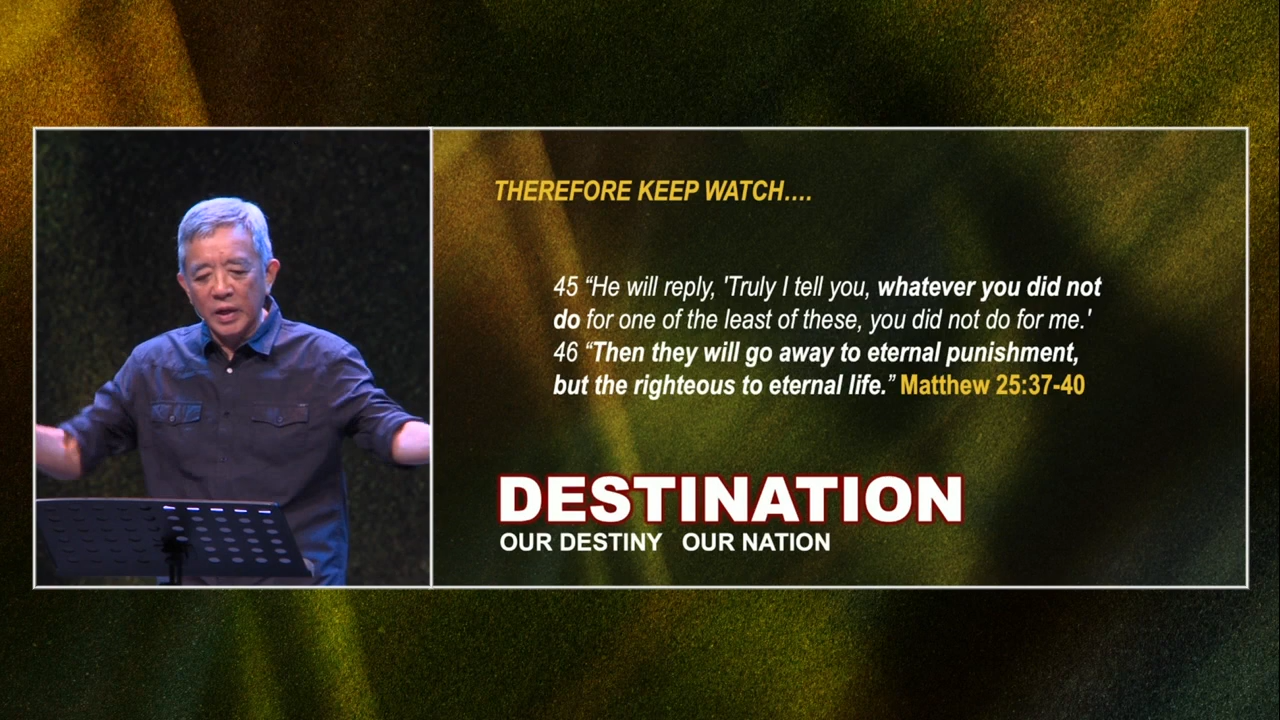 THEREFORE KEEP WATCH....
45 “He will reply, 'Truly I tell you, whatever you did not
do for one of the least of these, you did not do for me.'
46 “Then they will go away to eternal punishment,
but the righteous to eternal life.” Matthew 25:37-40
DESTINATION
OUR DESTINY OUR NATION